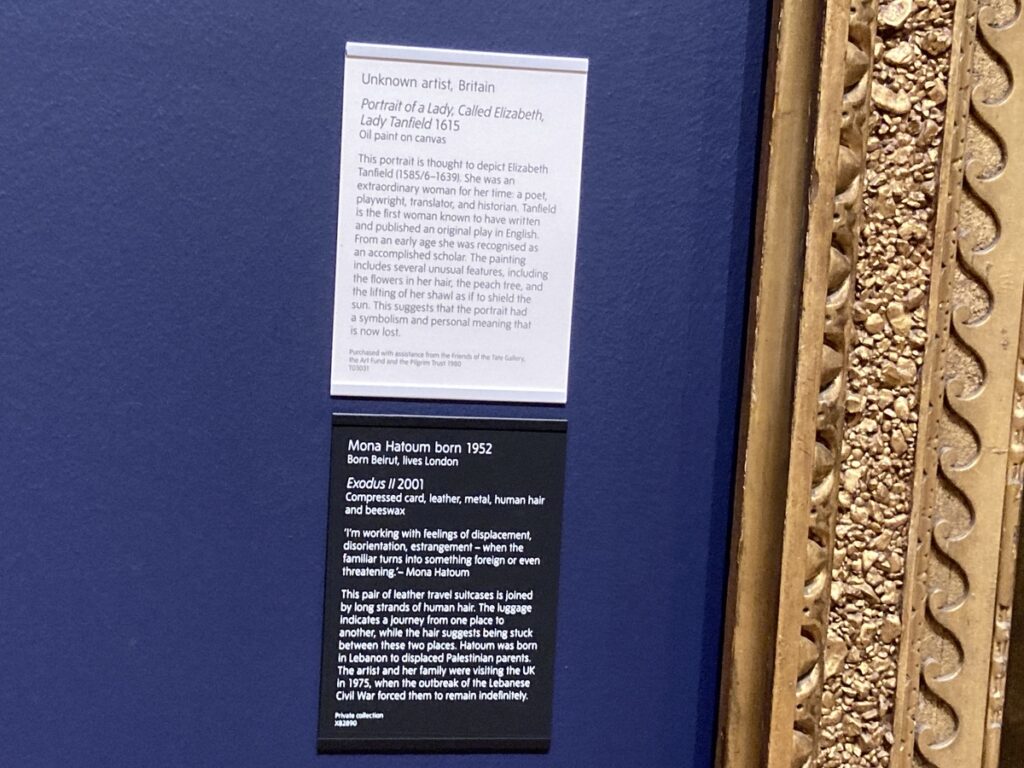 Unknown artist, Britain
Portrait of a Lady, Called Elizabeth,
Lady Tanfield 1615
Oil paint on canvas
This portrait is thought to depict Elizabeth
Tanfield (1585/6–1639). She was an
extraordinary woman for her time: a poet,
playwright, translator, and historian. Tanfield
is the first woman known to have written
and published an original play in English.
From an early age she was recognised as
an accomplished scholar. The painting
includes several unusual features, including
the flowers in her hair, the peach tree, and
the lifting of her shawl as if to shield the
sun. This suggests that the portrait had
a symbolism and personal meaning that
is now lost.
Purchased with assistance from the Friends of the Tate Gallery,
the Art Fund and the Pilgrim Trust 1980
T03031
Mona Hatoum born 1952
Born Beirut, lives London
Exodus II 2001
Compressed card, leather, metal, human hair
and beeswax
‘I’m working with feelings of displacement,
disorientation, estrangement – when the
familiar turns into something foreign or even
threatening.’– Mona Hatoum
This pair of leather travel suitcases is joined
by long strands of human hair. The luggage
indicates a journey from one place to
another, while the hair suggests being stuck
between these two places. Hatoum was born
in Lebanon to displaced Palestinian parents.
The artist and her family were visiting the UK
in 1975, when the outbreak of the Lebanese
Civil War forced them to remain indefinitely.
Private collection
X82890